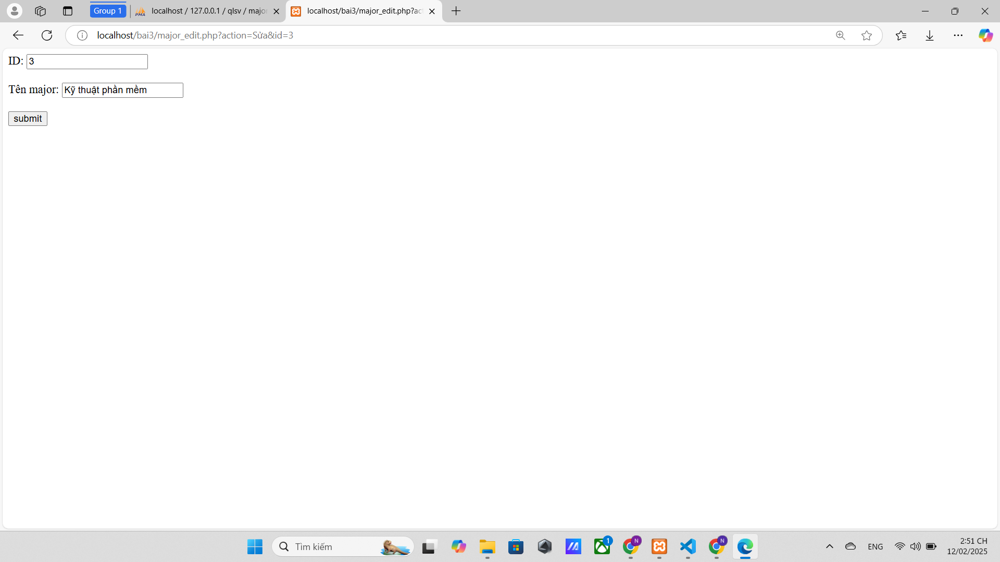 Group 1
localhost / 127.0.0.1 / qlsv / major
localhost/bai3/major_edit.php?ac
localhost/bai3/major_edit.php?action=Sửa&id=3
ID: 3
Tên major: Kỹ thuật phần mềm
submit
Tìm kiếm
1
N
N
ENG
2:51 CH
12/02/2025